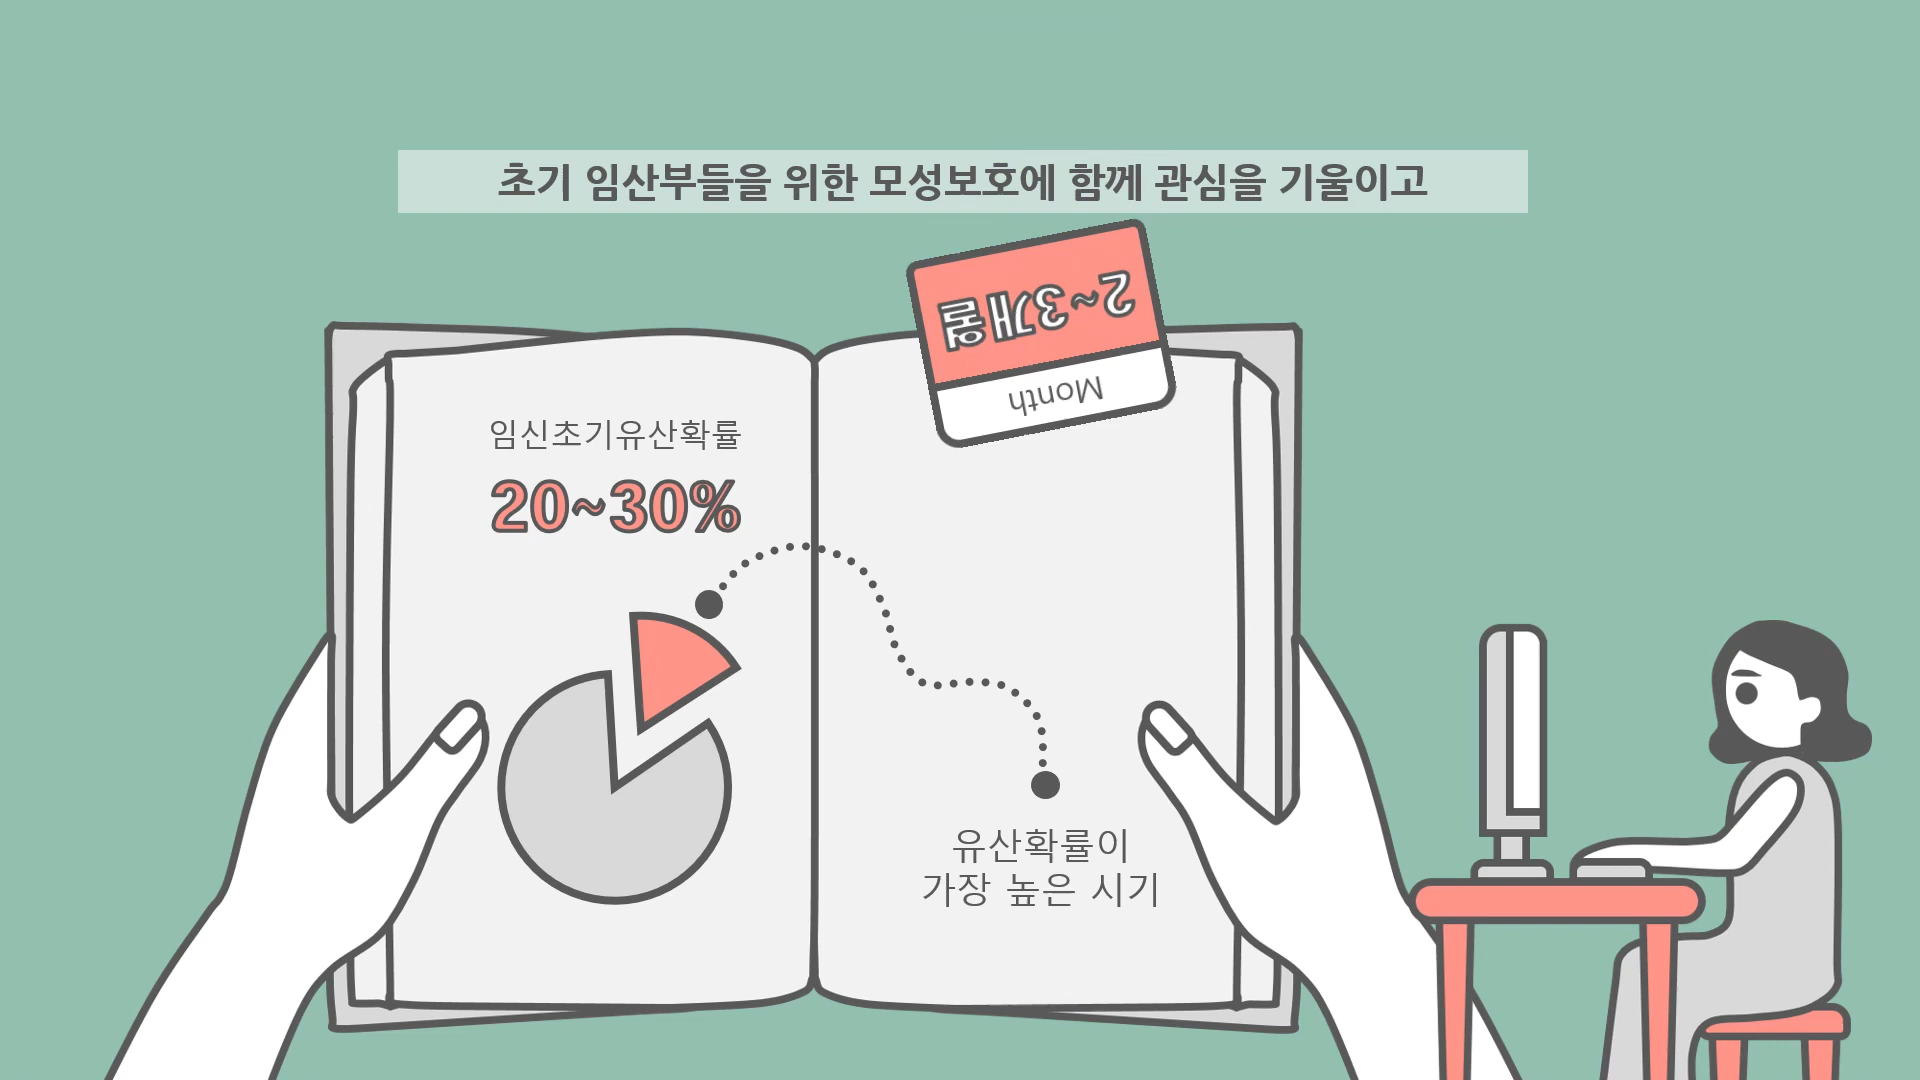 초기 임산부들을 위한 모성보호에 함께 관심을 기울이고
2~3개월
Month
임신초기유산확률
20~30%
유산확률이
가장 높은 시기